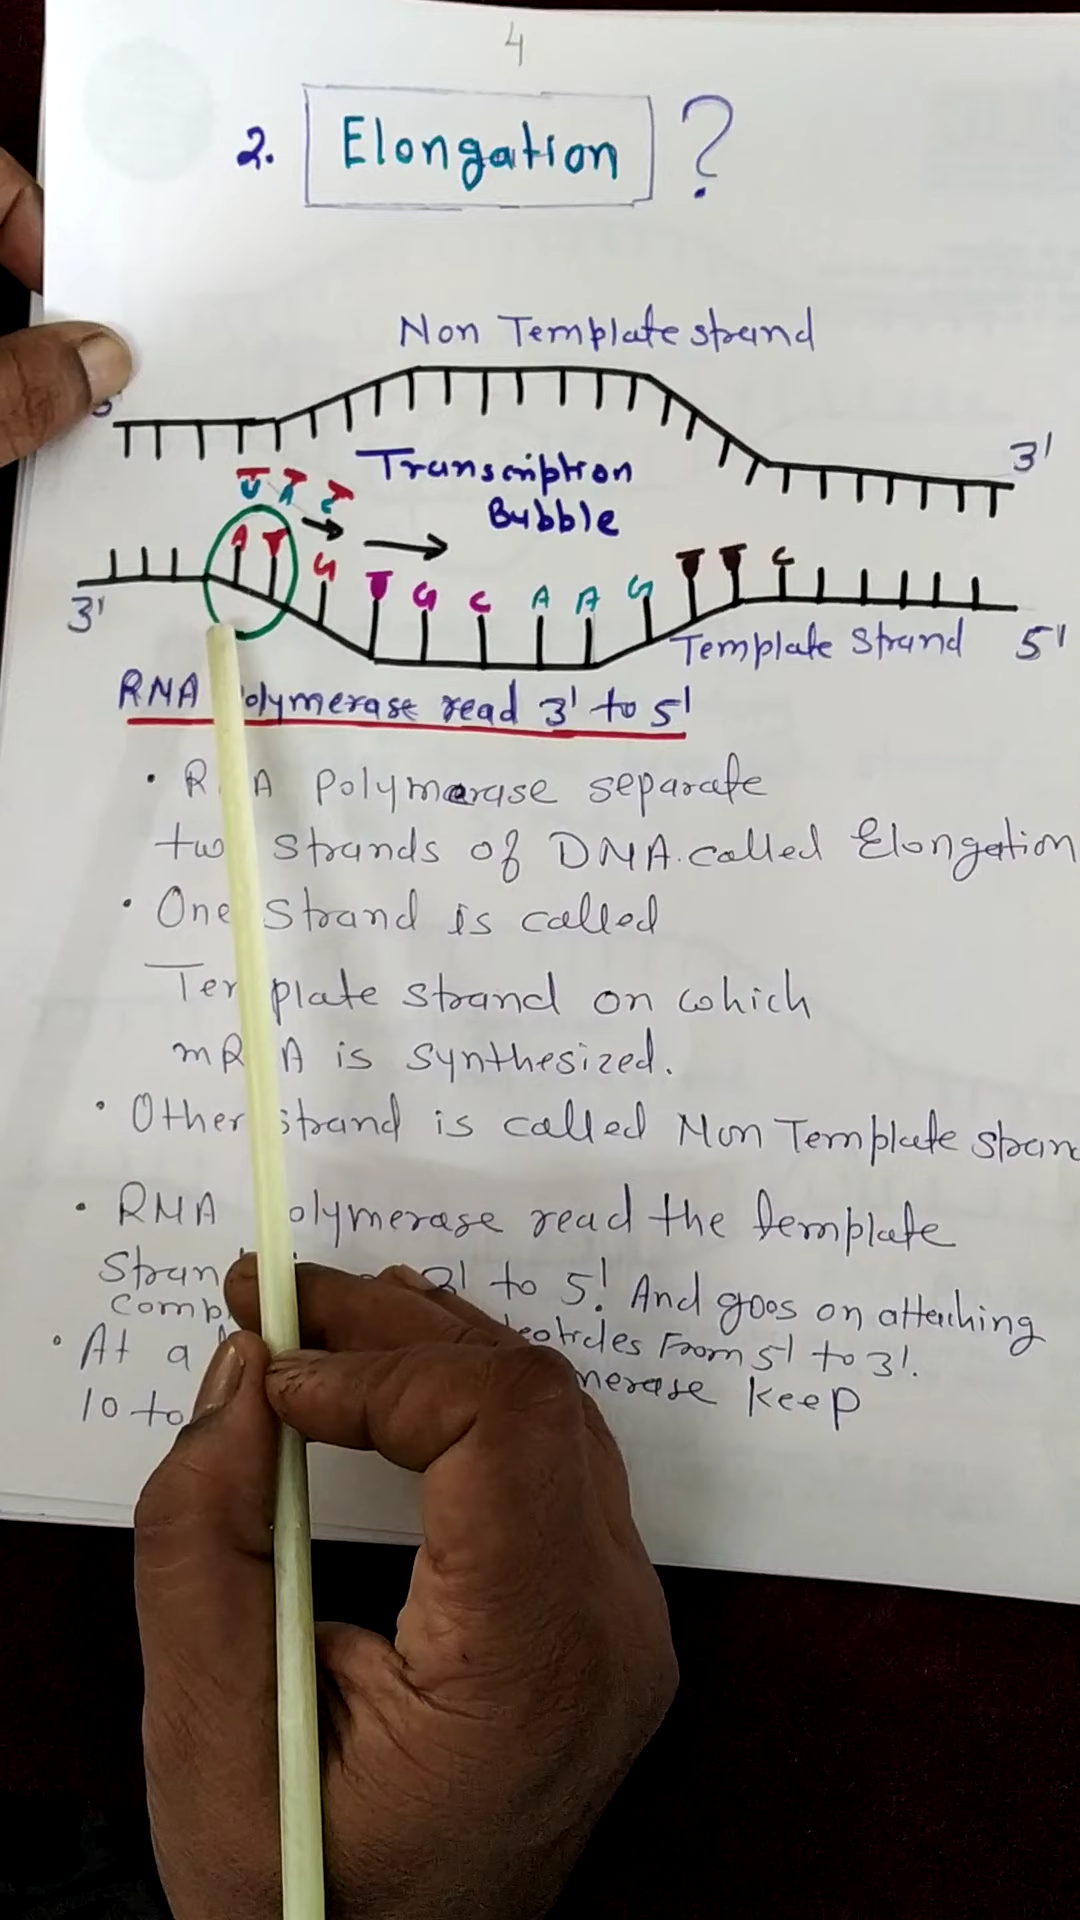 4
2. Elongation ?
Non Template strand
3'
Transcription
Bubble
U A C
A T G T G C A A G T T C
3'
Template Strand 5'
RNA olymerase read 3' to 5'
• R A Polymerase separate
two strands of DNA. called Elongation
• One Strand is called
Ter plate strand on which
mR A is synthesized.
• Other strand is called Non Template stran
• RNA olymerase read the template
Stran 3' to 5'. And goes on attaching
comp eotides From 5' to 3'.
• At a merase keep
10 to